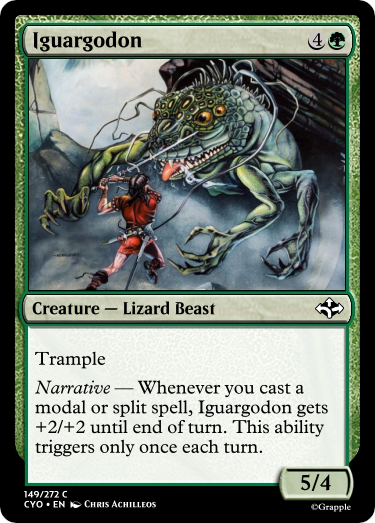 Iguargodon 4
Creature — Lizard Beast
Trample
Narrative — Whenever you cast a
modal or split spell, Iguargodon gets
+2/+2 until end of turn. This ability
triggers only once each turn.
5/4
149/272 C
CYO • EN Chris Achilleos
©Grapple